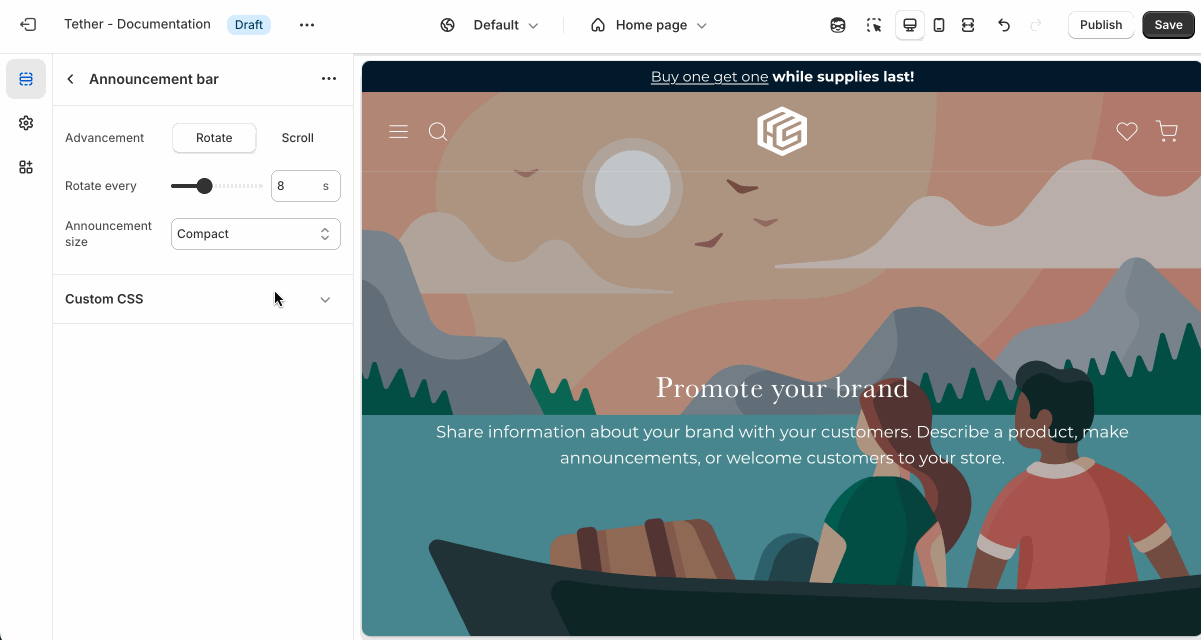 Tether - Documentation Draft Default Home page Publish Save
Announcement bar
Advancement Rotate Scroll
Rotate every 8 s
Announcement
size
Compact
Custom CSS
Buy one get one while supplies last!
Promote your brand
Share information about your brand with your customers. Describe a product, make
announcements, or welcome customers to your store.